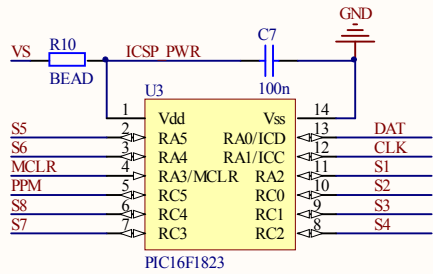 GND
R10 C7
VS ICSP_PWR
BEAD 100n
U3
1 Vdd Vss 14
S5 2 RA5 RA0/ICD 13 DAT
S6 3 RA4 RA1/ICC 12 CLK
MCLR 4 RA3/MCLR RA2 11 S1
PPM 5 RC5 RC0 10 S2
S8 6 RC4 RC1 9 S3
S7 7 RC3 RC2 8 S4
PIC16F1823